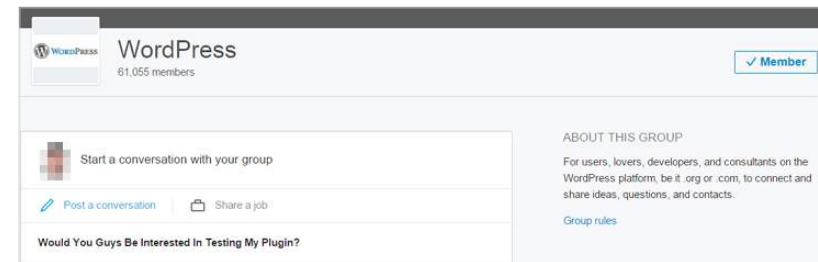 WORDPRESS
WordPress
61,055 members
✓ Member
Start a conversation with your group
Post a conversation
Share a job
Would You Guys Be Interested In Testing My Plugin?
ABOUT THIS GROUP
For users, lovers, developers, and consultants on the
WordPress platform, be it .org or .com, to connect and
share ideas, questions, and contacts.
Group rules